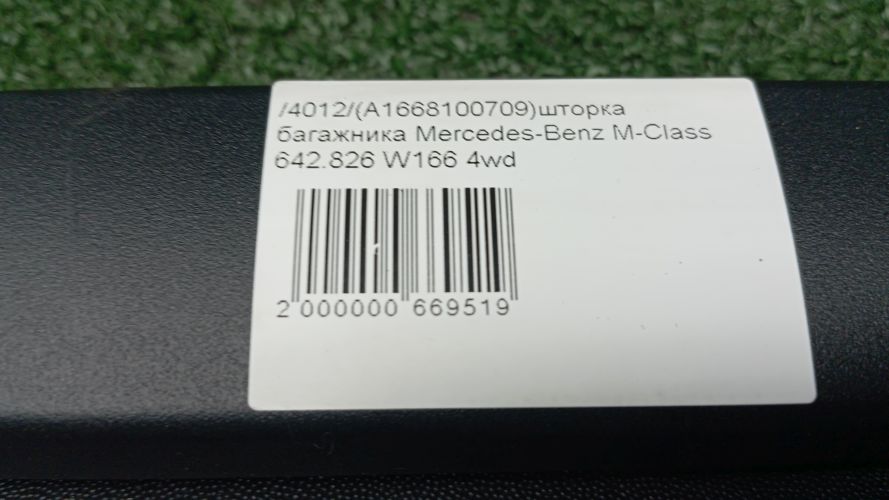 /4012/(A1668100709)шторка
багажника Mercedes-Benz M-Class
642.826 W166 4wd
2 000000 669519